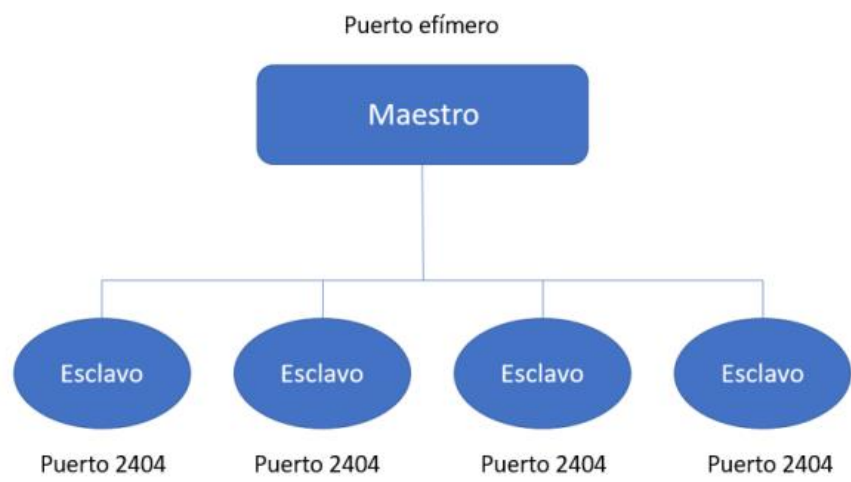 Puerto efímero
Maestro
Esclavo Esclavo Esclavo Esclavo
Puerto 2404 Puerto 2404 Puerto 2404 Puerto 2404